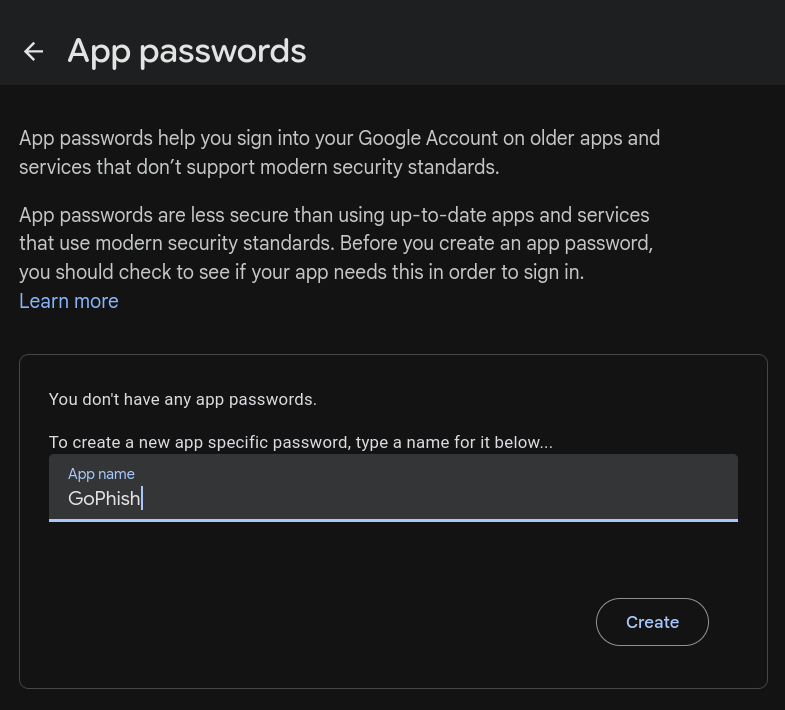 App passwords
App passwords help you sign into your Google Account on older apps and
services that don’t support modern security standards.
App passwords are less secure than using up-to-date apps and services
that use modern security standards. Before you create an app password,
you should check to see if your app needs this in order to sign in.
Learn more
You don't have any app passwords.
To create a new app specific password, type a name for it below...
App name
GoPhish
Create